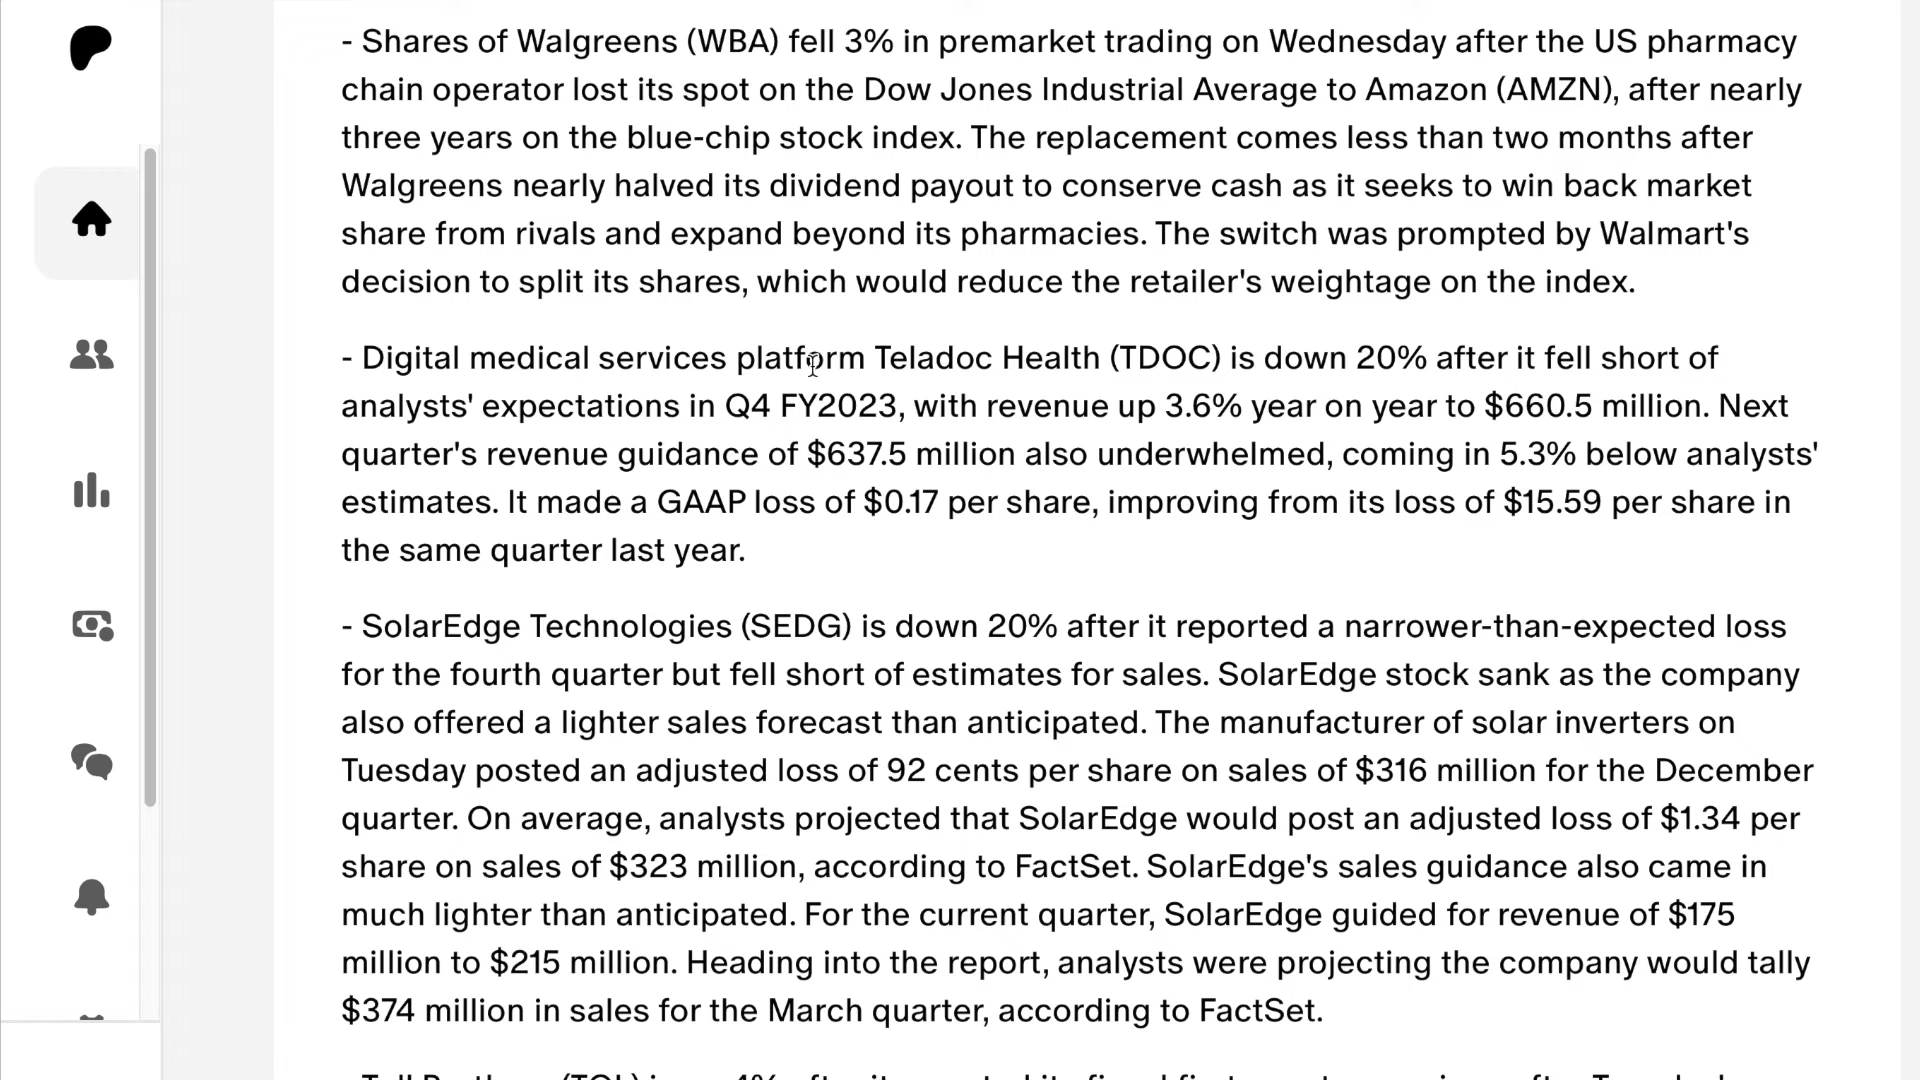 - Shares of Walgreens (WBA) fell 3% in premarket trading on Wednesday after the US pharmacy
chain operator lost its spot on the Dow Jones Industrial Average to Amazon (AMZN), after nearly
three years on the blue-chip stock index. The replacement comes less than two months after
Walgreens nearly halved its dividend payout to conserve cash as it seeks to win back market
share from rivals and expand beyond its pharmacies. The switch was prompted by Walmart's
decision to split its shares, which would reduce the retailer's weightage on the index.
- Digital medical services platform Teladoc Health (TDOC) is down 20% after it fell short of
analysts' expectations in Q4 FY2023, with revenue up 3.6% year on year to $660.5 million. Next
quarter's revenue guidance of $637.5 million also underwhelmed, coming in 5.3% below analysts'
estimates. It made a GAAP loss of $0.17 per share, improving from its loss of $15.59 per share in
the same quarter last year.
- SolarEdge Technologies (SEDG) is down 20% after it reported a narrower-than-expected loss
for the fourth quarter but fell short of estimates for sales. SolarEdge stock sank as the company
also offered a lighter sales forecast than anticipated. The manufacturer of solar inverters on
Tuesday posted an adjusted loss of 92 cents per share on sales of $316 million for the December
quarter. On average, analysts projected that SolarEdge would post an adjusted loss of $1.34 per
share on sales of $323 million, according to FactSet. SolarEdge's sales guidance also came in
much lighter than anticipated. For the current quarter, SolarEdge guided for revenue of $175
million to $215 million. Heading into the report, analysts were projecting the company would tally
$374 million in sales for the March quarter, according to FactSet.